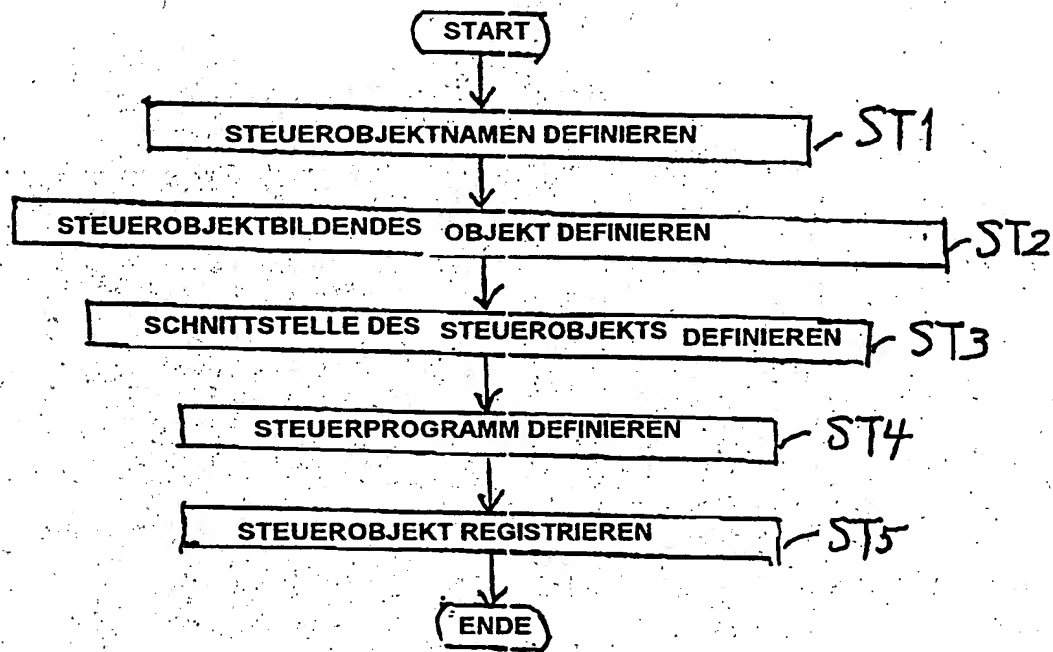 START
STEUEROBJEKTNAMEN DEFINIEREN
ST1
STEUEROBJEKTBILDENDES OBJEKT DEFINIEREN
ST2
SCHNITTSTELLE DES STEUEROBJEKTS DEFINIEREN
ST3
STEUERPROGRAMM DEFINIEREN
ST4
STEUEROBJEKT REGISTRIEREN
ST5
ENDE